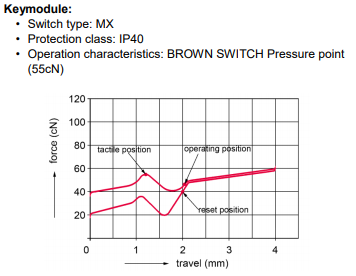 Keymodule:
• Switch type: MX
• Protection class: IP40
• Operation characteristics: BROWN SWITCH Pressure point
(55cN)
force (cN)
120
100
80
60
40
20
tactile position
operating position
reset position
0 1 2 3 4
travel (mm)